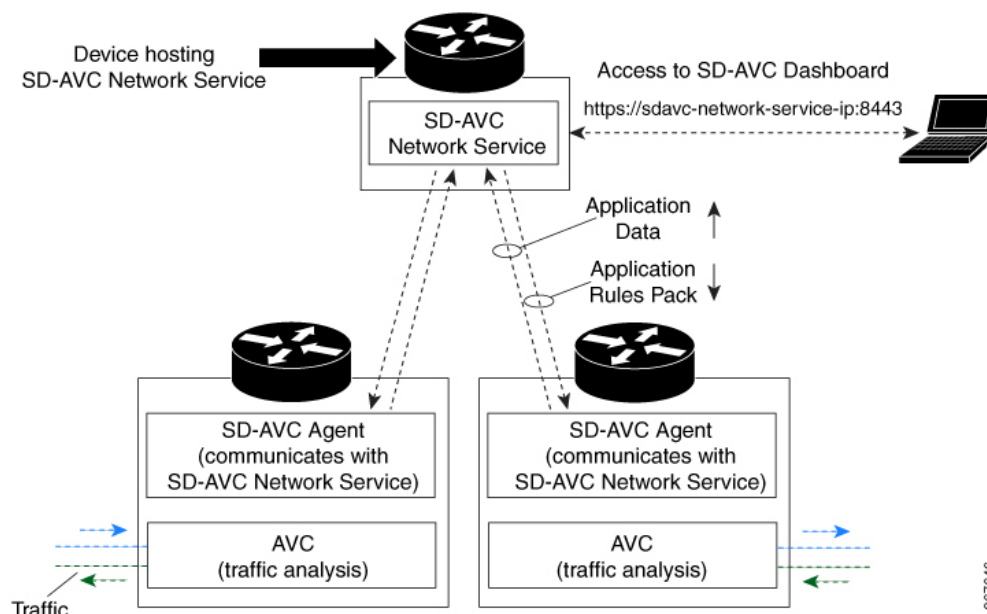 Device hosting
SD-AVC Network Service
Access to SD-AVC Dashboard
https://sdavc-network-service-ip:8443
SD-AVC
Network Service
Application
Data
Application
Rules Pack
SD-AVC Agent
(communicates with
SD-AVC Network Service)
SD-AVC Agent
(communicates with
SD-AVC Network Service)
AVC
(traffic analysis)
AVC
(traffic analysis)
Traffic